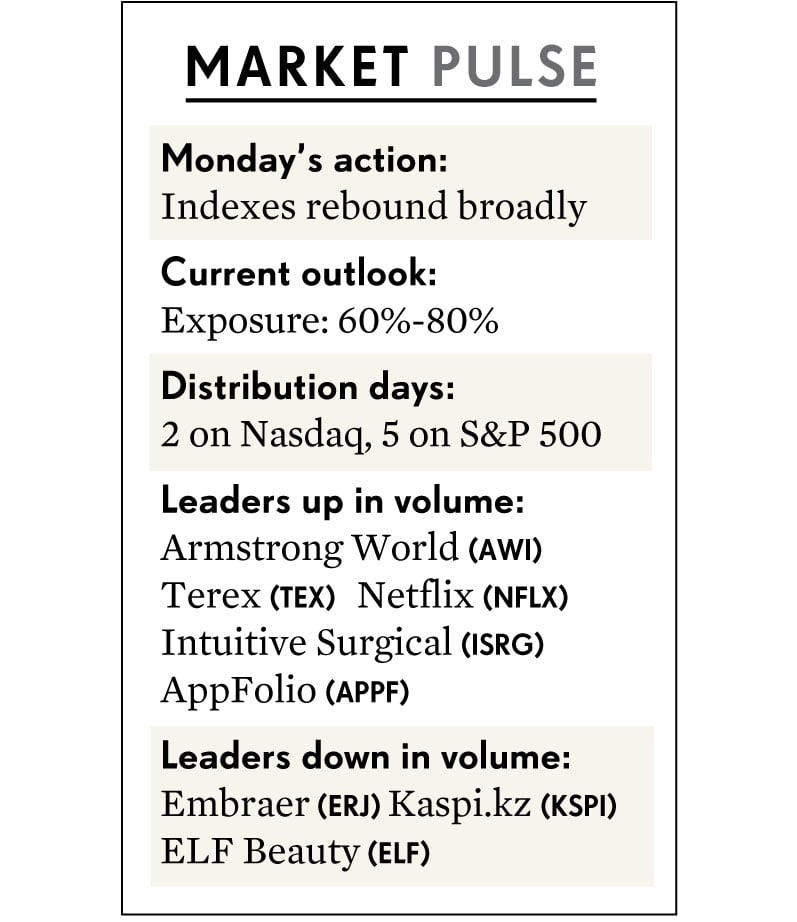 MARKET PULSE
Monday's action:
Indexes rebound broadly
Current outlook:
Exposure: 60%-80%
Distribution days:
2 on Nasdaq, 5 on S&P 500
Leaders up in volume:
Armstrong World (AWI)
Terex (TEX) Netflix (NFLX)
Intuitive Surgical (ISRG)
AppFolio (APPF)
Leaders down in volume:
Embraer (ERJ) Kaspi.kz (KSPI)
ELF Beauty (ELF)